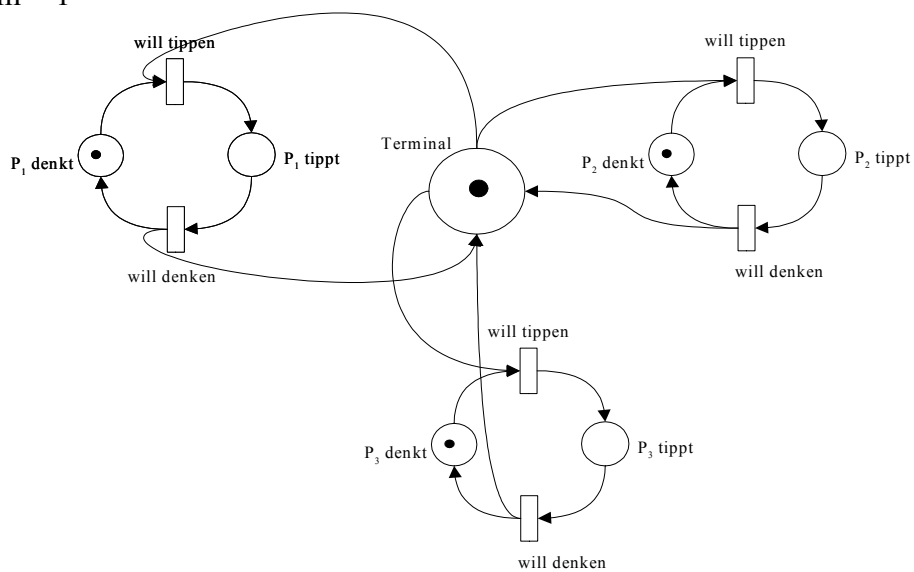 will tippen
will tippen
Terminal
P₁ denkt
P₁ tippt
P₂ denkt
P₂ tippt
will denken
will denken
will tippen
P₃ denkt
P₃ tippt
will denken